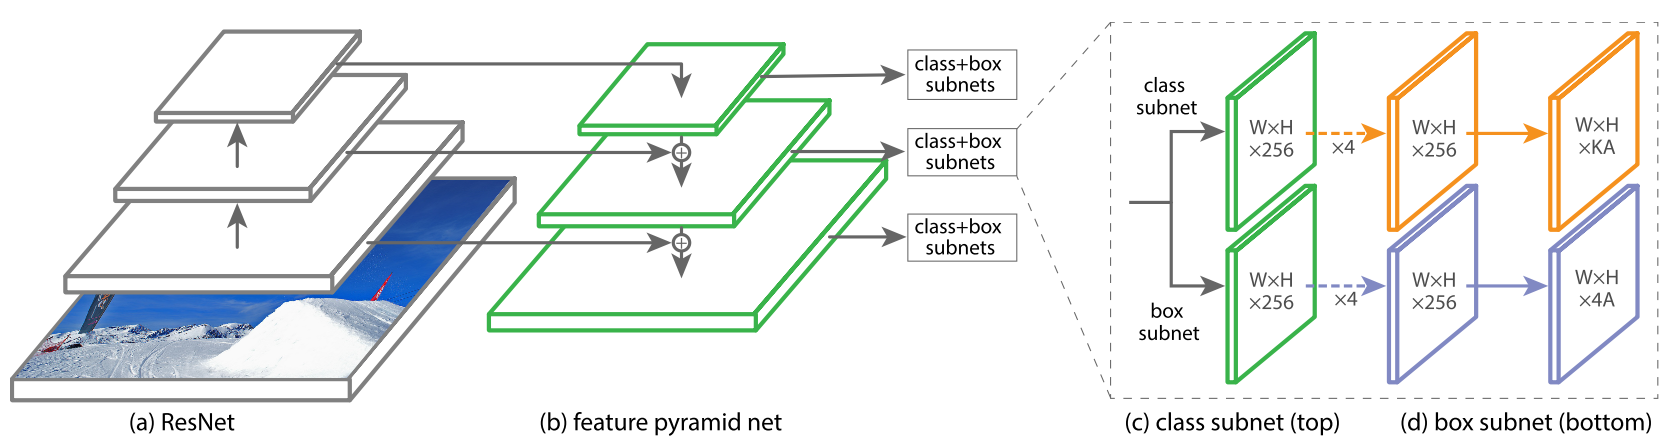 class+box
subnets
class+box
subnets
class+box
subnets
class
subnet
W×H
×256
×4
W×H
×256
W×H
×KA
box
subnet
W×H
×256
×4
W×H
×256
W×H
×4A
(a) ResNet
(b) feature pyramid net
(c) class subnet (top)
(d) box subnet (bottom)